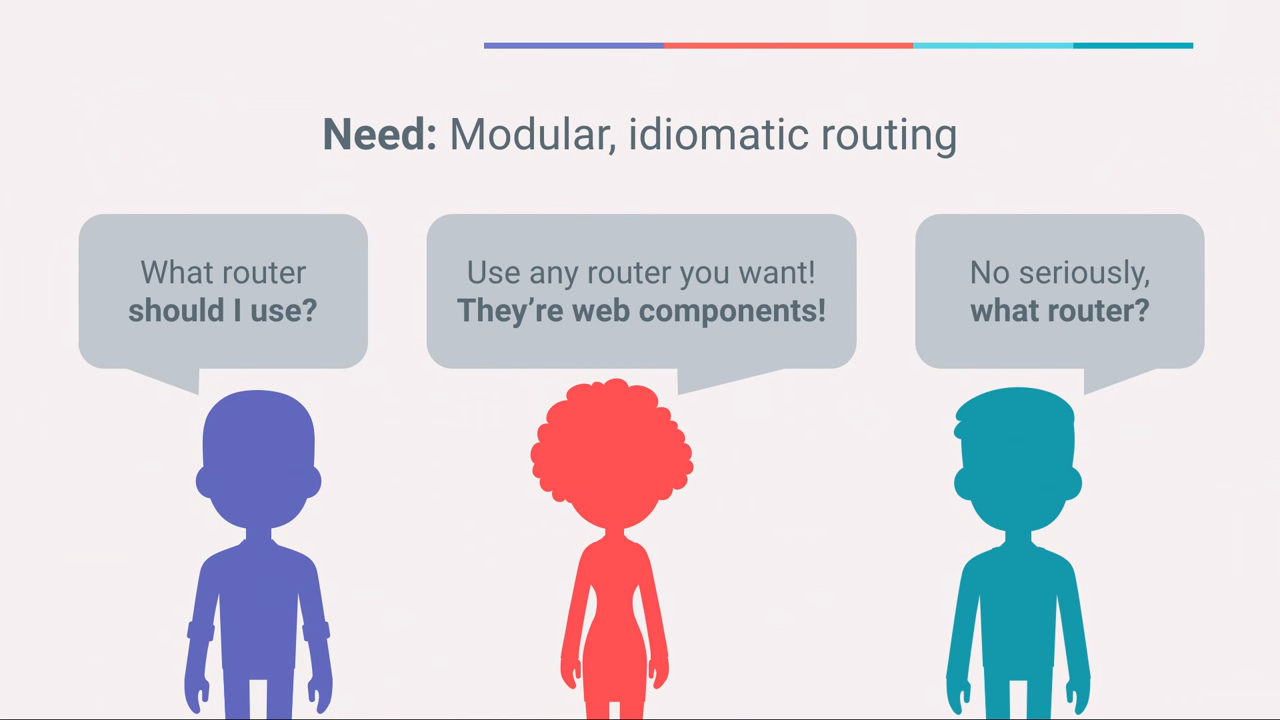 Need: Modular, idiomatic routing
What router
should I use?
Use any router you want!
They’re web components!
No seriously,
what router?